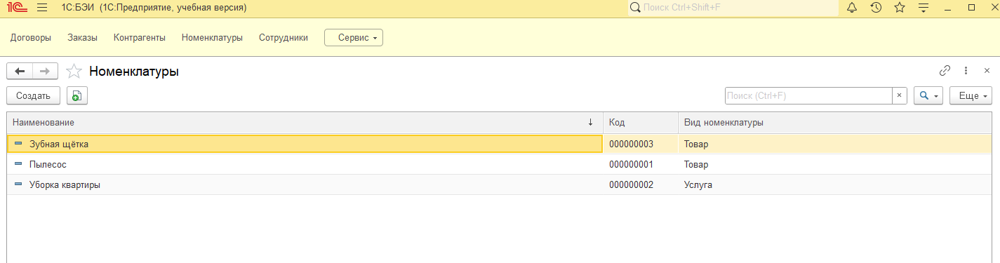 1С:БЭИ (1С:Предприятие, учебная версия) Поиск Ctrl+Shift+F
Договоры Заказы Контрагенты Номенклатуры Сотрудники Сервис
Номенклатуры
Создать Поиск (Ctrl+F) × Еще
Наименование ↓ Код Вид номенклатуры
Зубная щётка 000000003 Товар
Пылесос 000000001 Товар
Уборка квартиры 000000002 Услуга